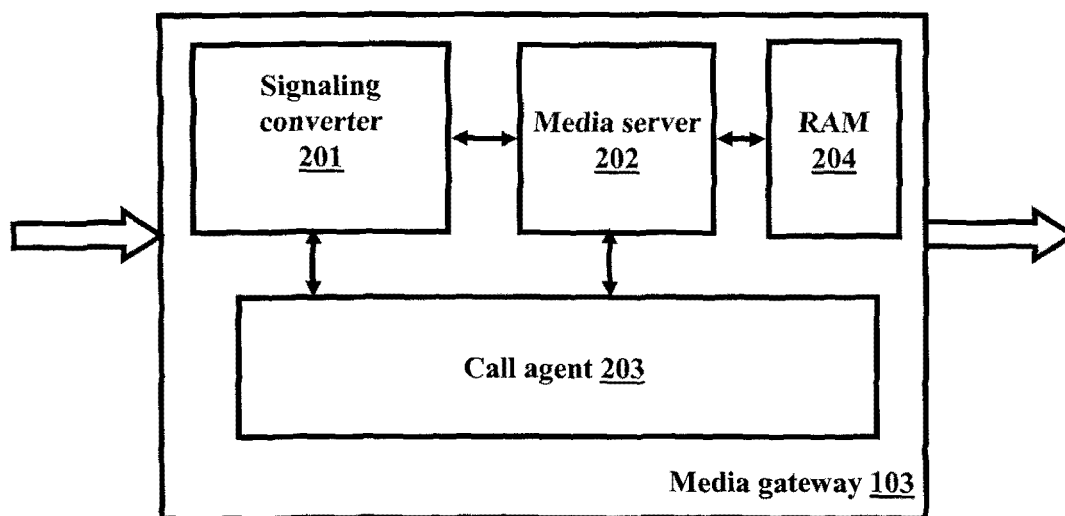 Signaling
converter
201
Media server
202
RAM
204
Call agent 203
Media gateway 103